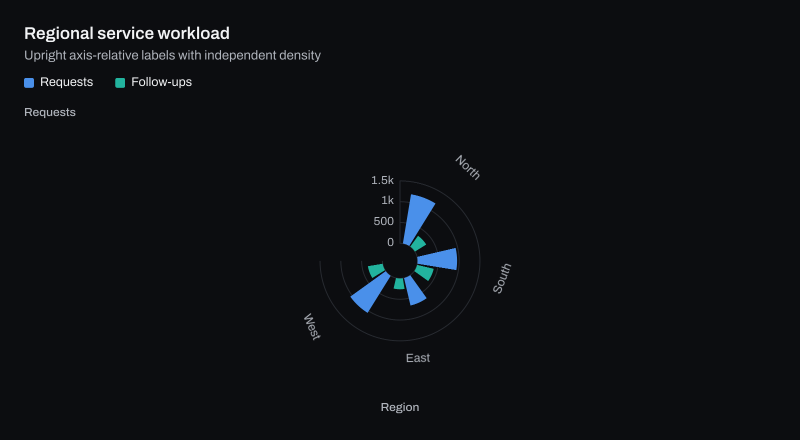 Regional service workload
Upright axis-relative labels with independent density
Requests
Follow-ups
Requests
North
1.5k
1k
500
0
South
West
East
Region